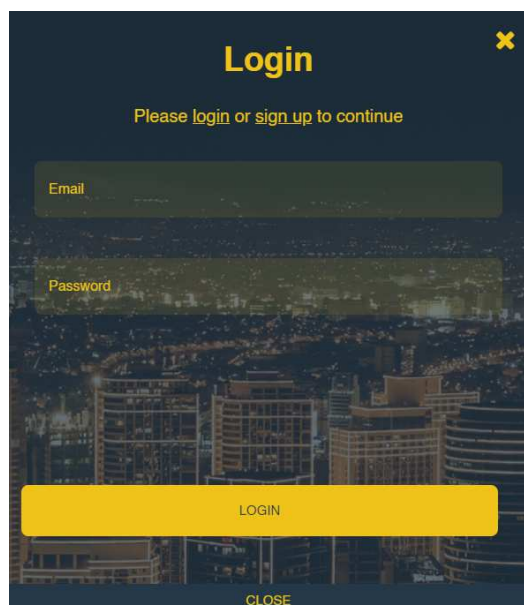 Login
Please login or sign up to continue
Email
Password
LOGIN
CLOSE